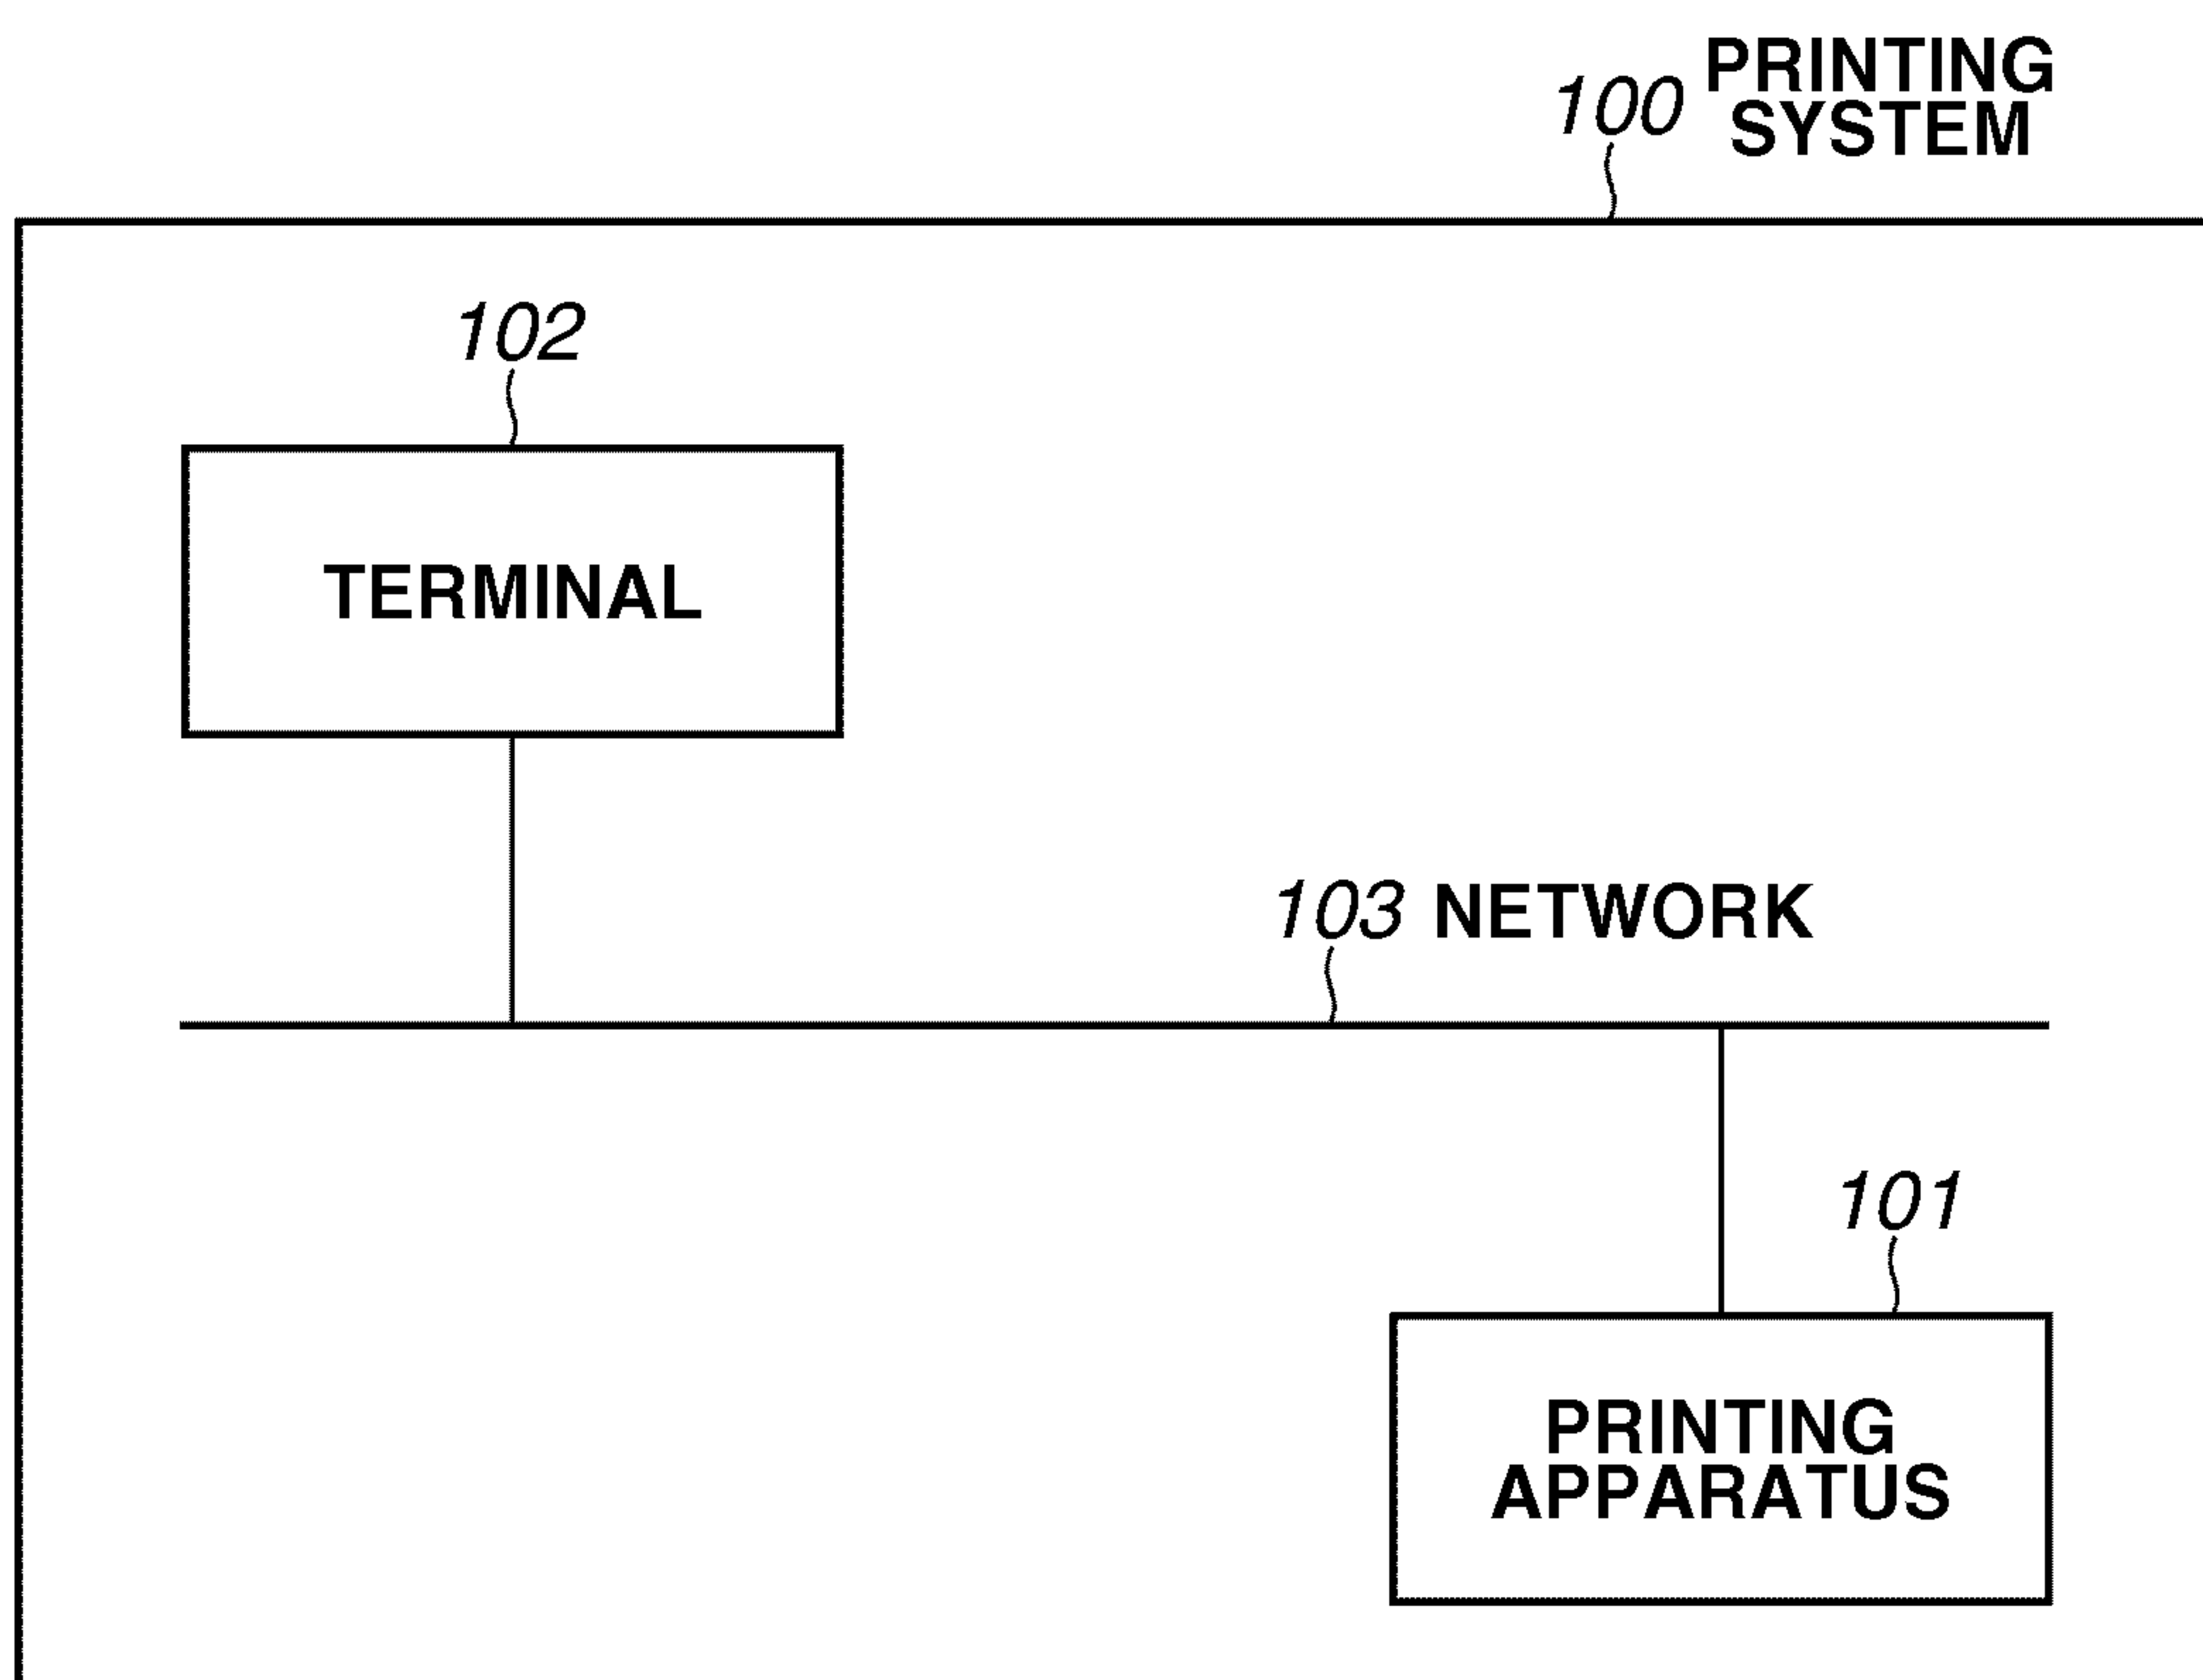 100 PRINTING
SYSTEM
102
TERMINAL
103 NETWORK
101
PRINTING
APPARATUS